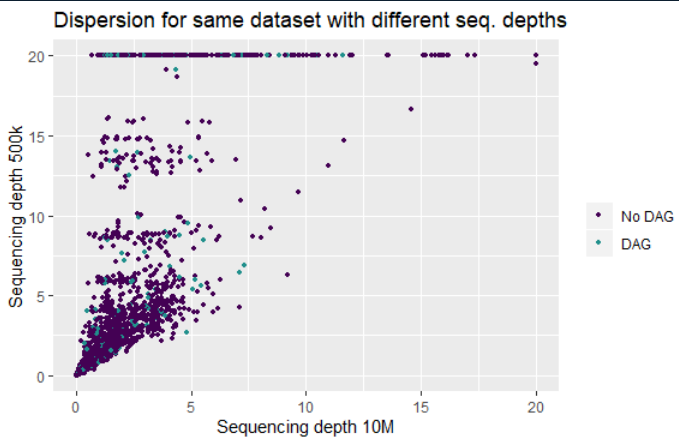 Dispersion for same dataset with different seq. depths
20
15
10
5
0
Sequencing depth 500k
0
5
10
15
20
Sequencing depth 10M
No DAG
DAG